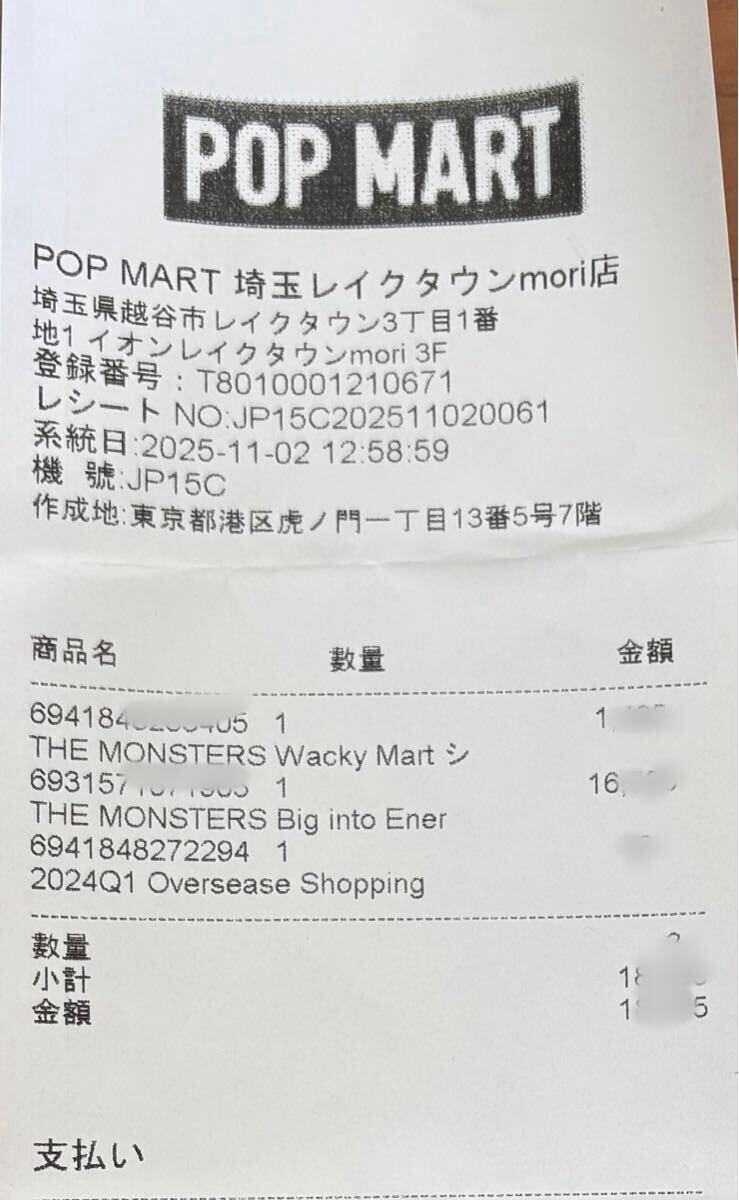 POP MART
POP MART 埼玉レイクタウンmori店
埼玉県越谷市レイクタウン3丁目1番
地1 イオンレイクタウンmori 3F
登録番号：T8010001210671
レシート NO:JP15C202511020061
系統日:2025-11-02 12:58:59
機 號:JP15C
作成地:東京都港区虎ノ門一丁目13番5号7階
商品名 數量 金額
1
THE MONSTERS Wacky Mart シ
1
THE MONSTERS Big into Ener
6941848272294 1
2024Q1 Oversease Shopping
數量
小計
金額
支払い